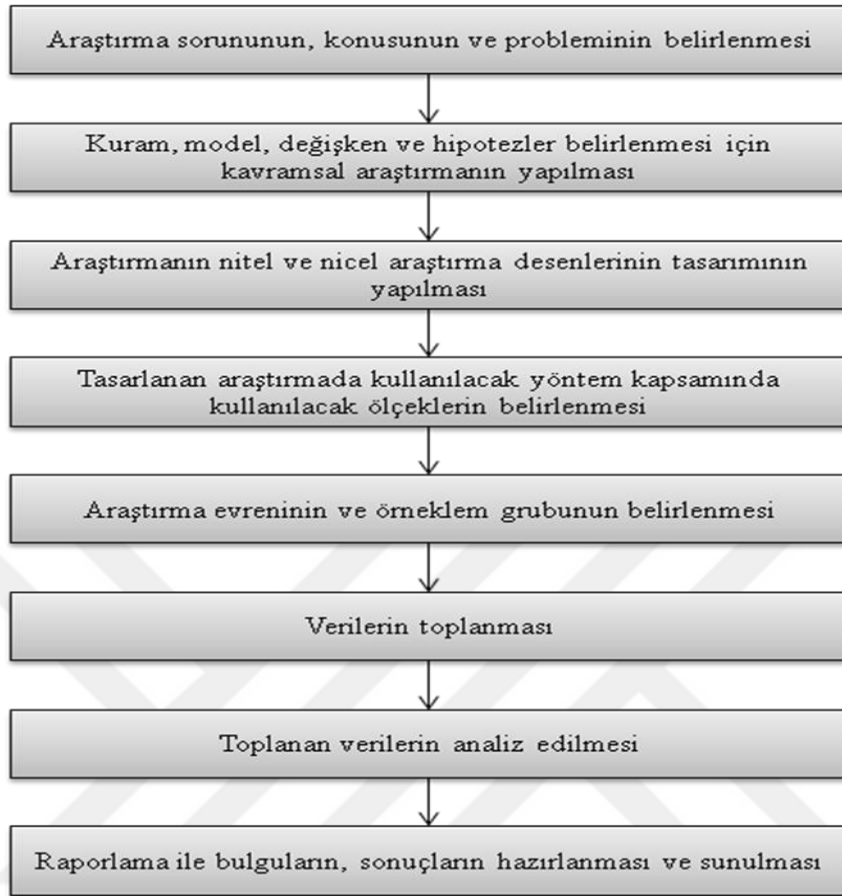 Araştırma sorununun, konusunun ve probleminin belirlenmesi
Kuram, model, değişken ve hipotezler belirlenmesi için
kavramsal araştırmanın yapılması
Araştırmanın nitel ve nicel araştırma desenlerinin tasarımının
yapılması
Tasarlanan araştırmada kullanılacak yöntem kapsamında
kullanılacak ölçeklerin belirlenmesi
Araştırma evreninin ve örneklem grubunun belirlenmesi
Verilerin toplanması
Toplanan verilerin analiz edilmesi
Raporlama ile bulguların, sonuçların hazırlanması ve sunulması